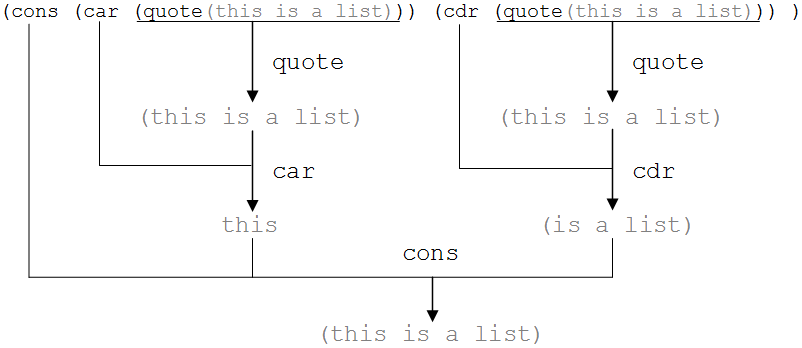 (cons (car (quote(this is a list))) (cdr (quote(this is a list))) )
quote quote
(this is a list) (this is a list)
car cdr
this (is a list)
cons
(this is a list)